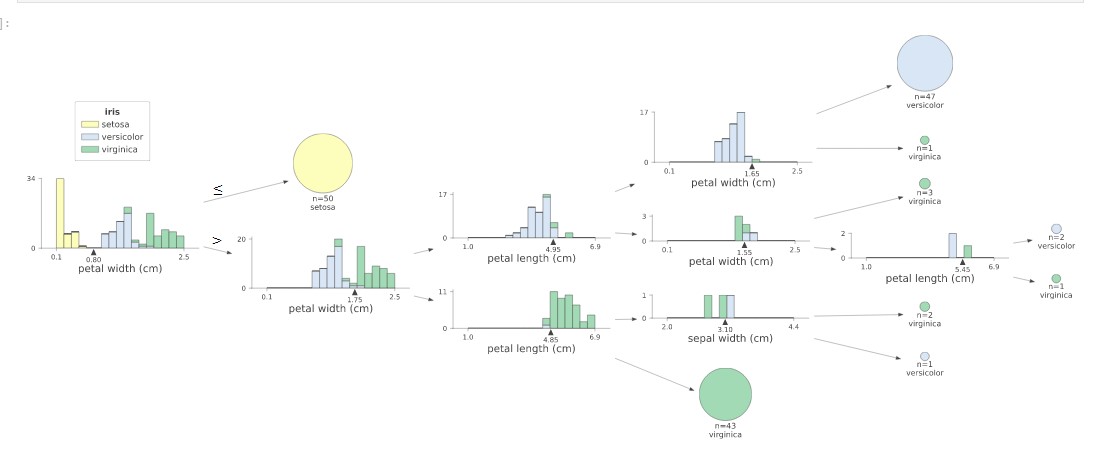 ]:
iris
setosa
versicolor
virginica
34
0
0.1
0.80
2.5
petal width (cm)
≤
>
n=50
setosa
20
0
0.1
1.75
2.5
petal width (cm)
17
0
1.0
4.95
6.9
petal length (cm)
11
0
1.0
4.85
6.9
petal length (cm)
17
0
0.1
1.65
2.5
petal width (cm)
3
0
0.1
1.55
2.5
petal width (cm)
1
0
2.0
3.10
4.4
sepal width (cm)
n=43
virginica
n=47
versicolor
n=1
virginica
n=3
virginica
2
0
1.0
5.45
6.9
petal length (cm)
n=2
virginica
n=1
versicolor
n=2
versicolor
n=1
virginica